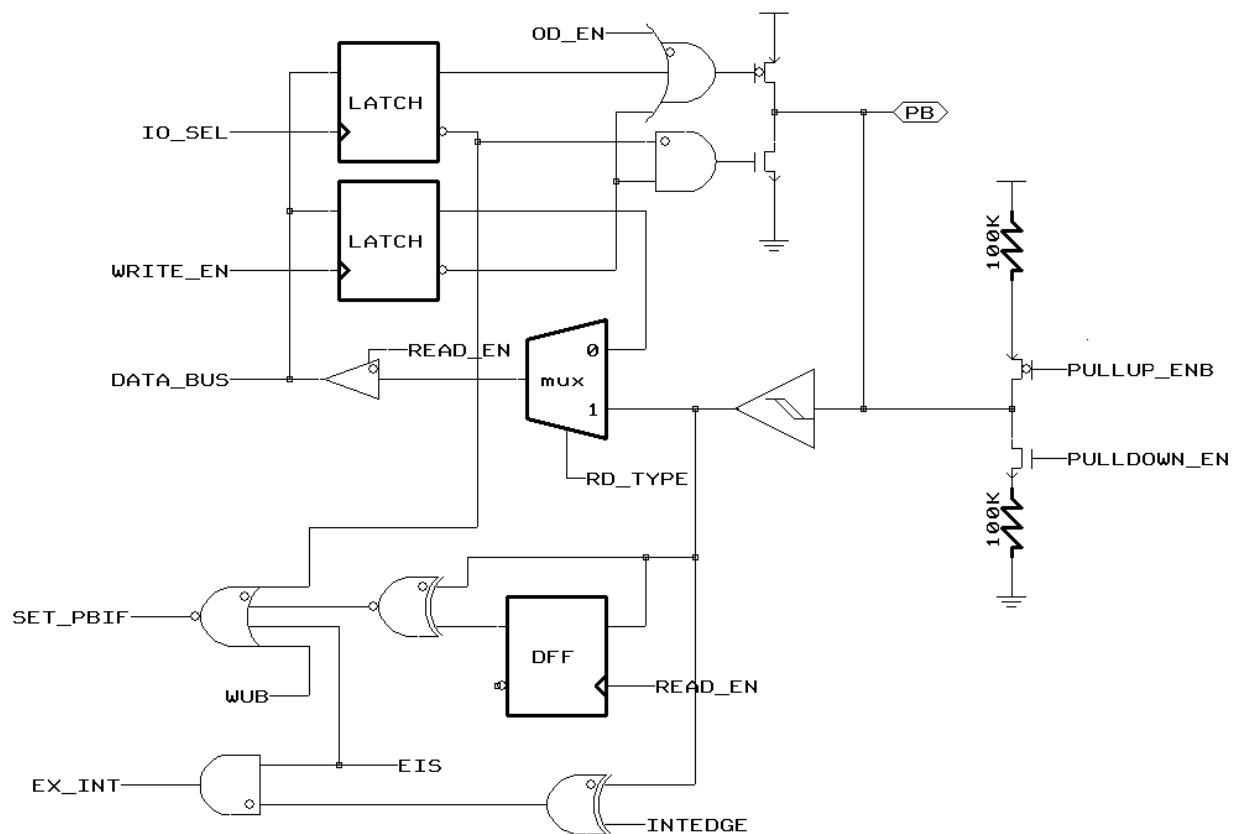 OD_EN
LATCH
PB
IO_SEL
LATCH
WRITE_EN
100K
READ_EN
0
mux
1
DATA_BUS
PULLUP_ENB
PULLDOWN_EN
RD_TYPE
100K
SET_PBIF
DFF
READ_EN
WUB
EIS
EX_INT
INTEDGE